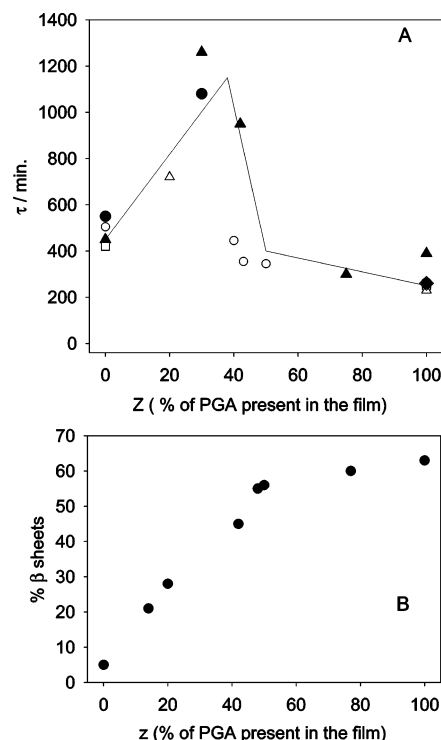 A
1400
1200
1000
800
600
400
200
0
τ / min.
0 20 40 60 80 100
Z ( % of PGA present in the film)
B
70
60
50
40
30
20
10
0
% β sheets
0 20 40 60 80 100
z (% of PGA present in the film)